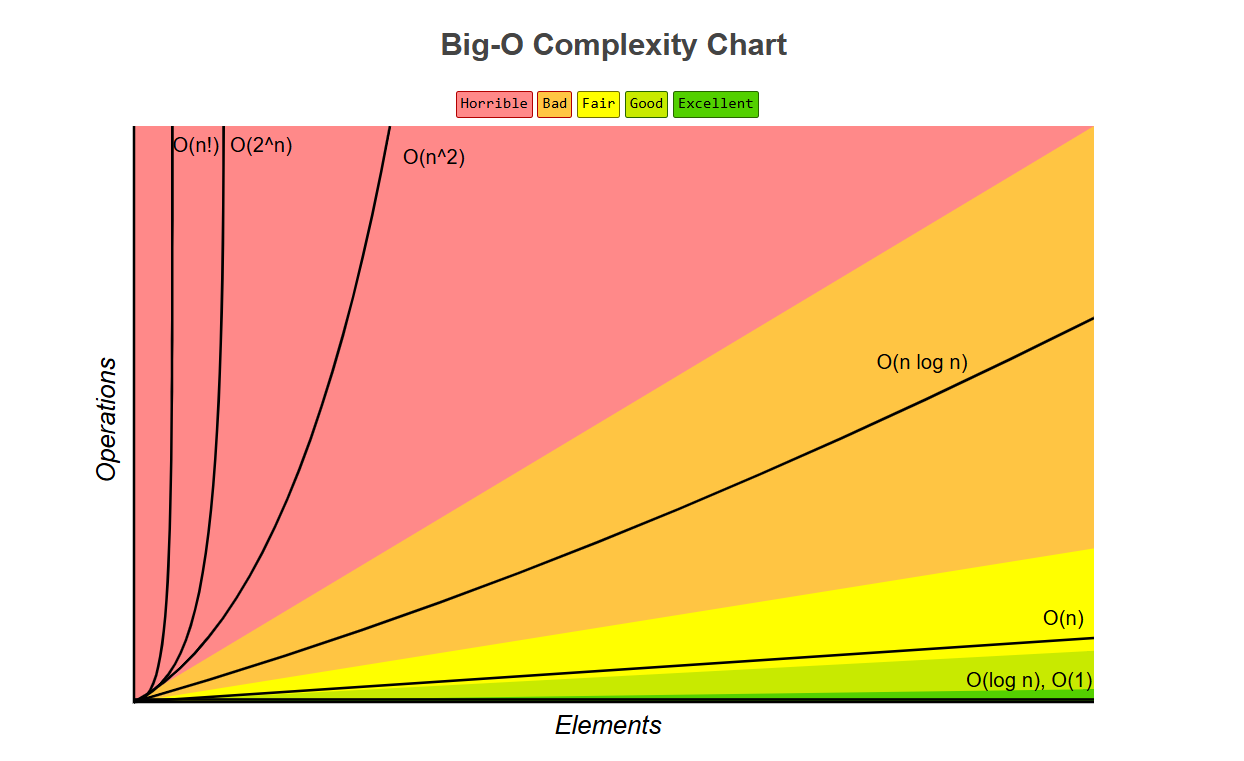 Big-O Complexity Chart
Horrible Bad Fair Good Excellent
O(n!) O(2^n)
O(n^2)
O(n log n)
Operations
O(n)
O(log n), O(1)
Elements